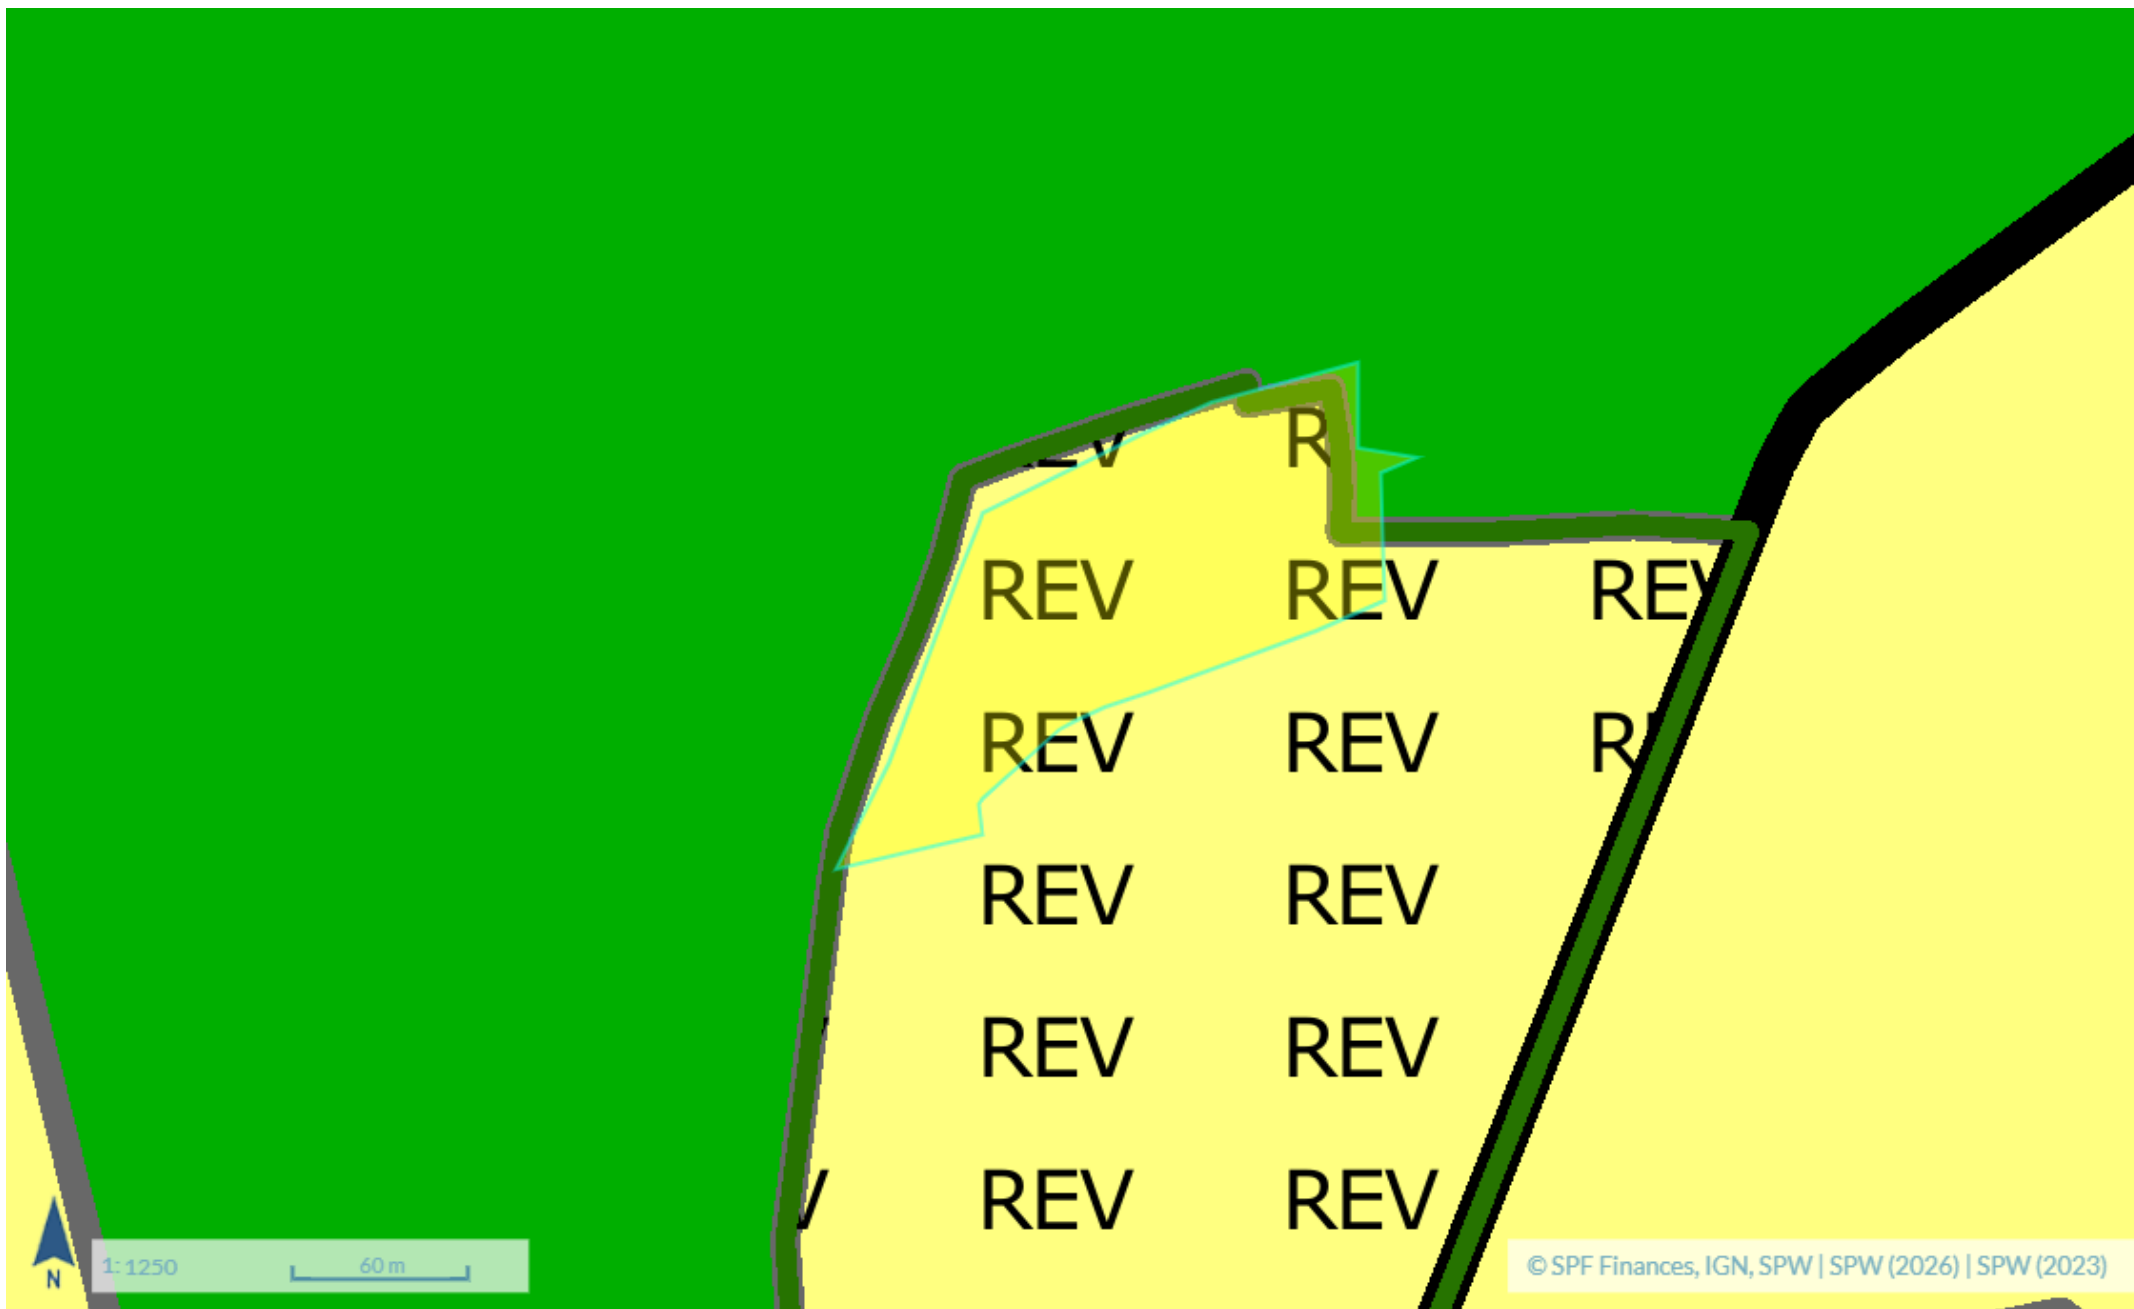 REV R
REV REV REV
REV REV R
REV REV
REV REV
V REV REV
1:1250 60 m
N
© SPF Finances, IGN, SPW | SPW (2026) | SPW (2023)